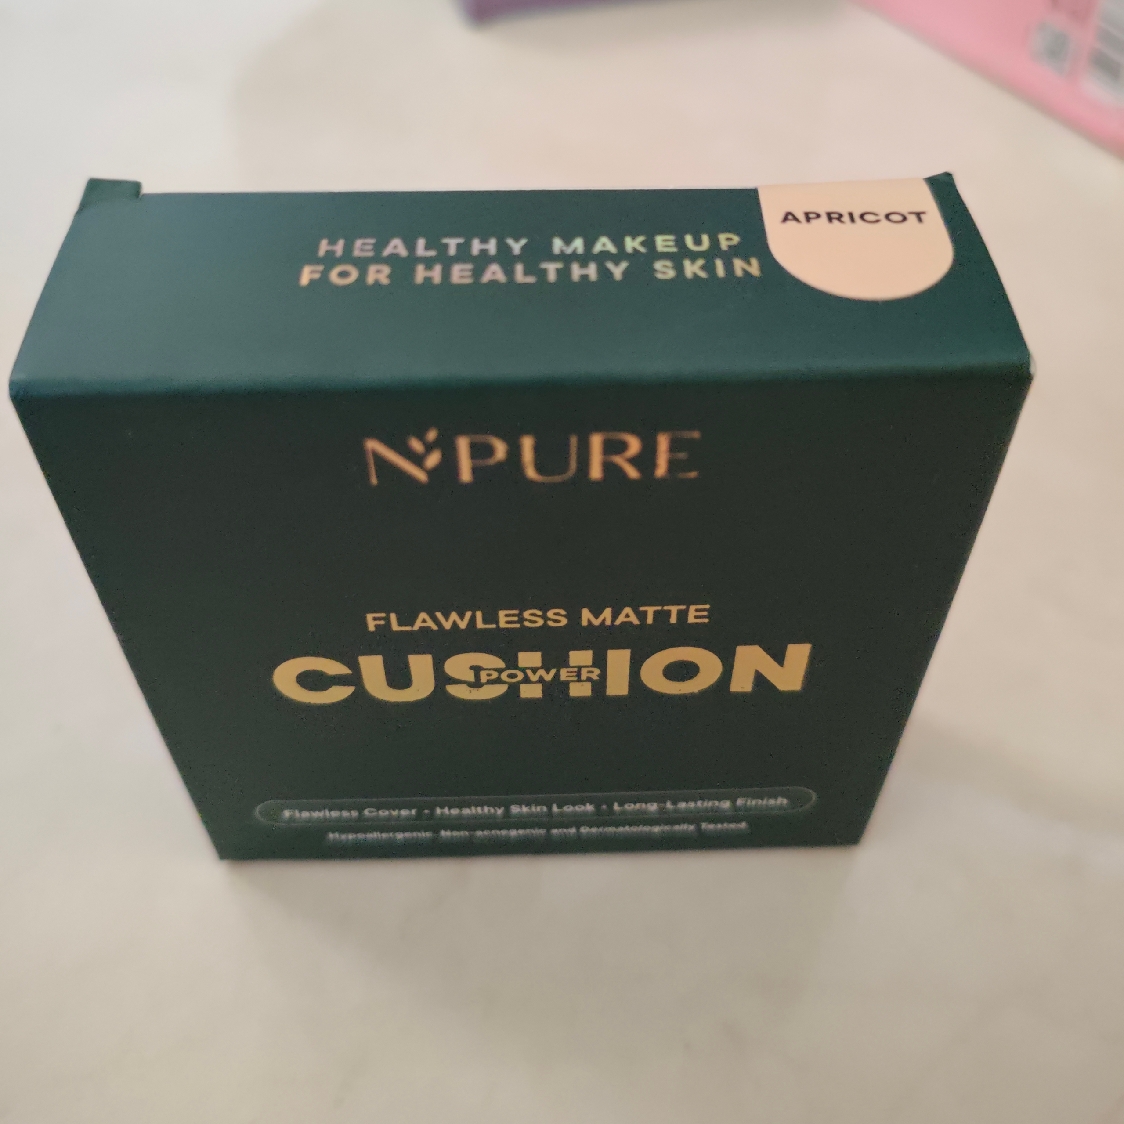 HEALTHY MAKEUP
FOR HEALTHY SKIN
APRICOT
NPURE
FLAWLESS MATTE
CUSHION
POWER
Flawless Cover • Healthy Skin Look • Long-Lasting Finish
Hypoallergenic, Non-acnegenic and Dermatologically Tested